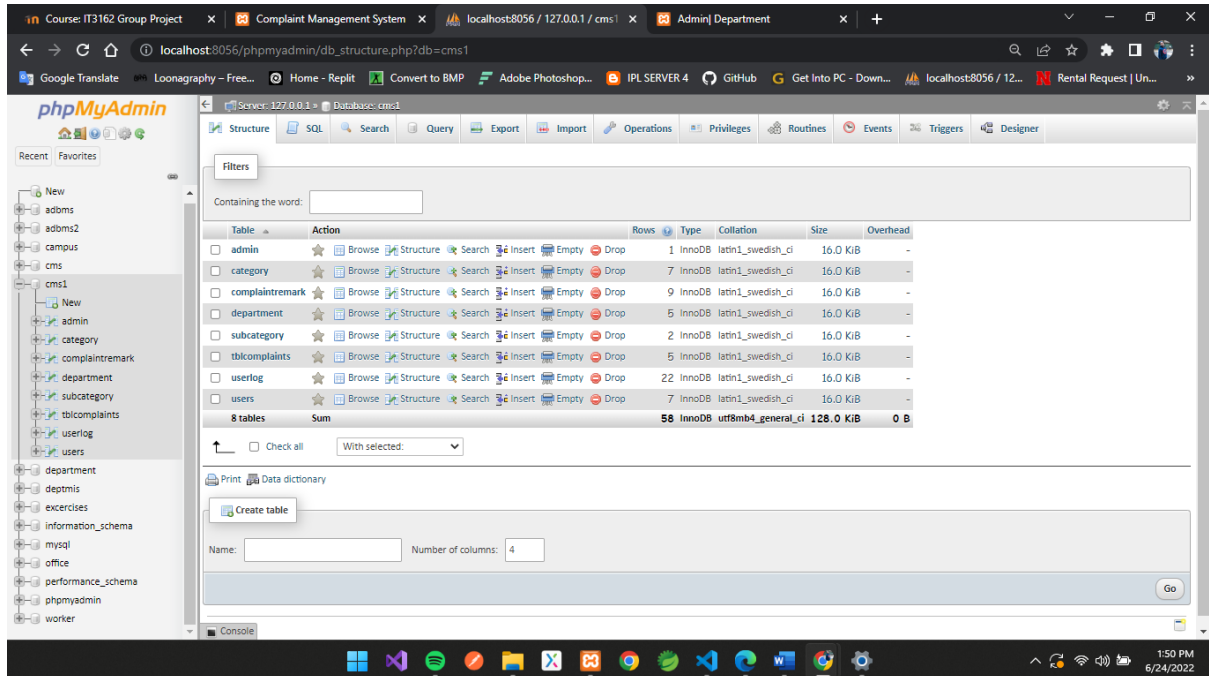 Course: IT3162 Group Project
Complaint Management System
localhost:8056 / 127.0.0.1 / cms1
Admin| Department
localhost:8056/phpmyadmin/db_structure.php?db=cms1
Google Translate
Loonagraphy – Free...
Home - Replit
Convert to BMP
Adobe Photoshop...
IPL SERVER 4
GitHub
Get Into PC - Down...
localhost:8056 / 12...
Rental Request | Un...
»
phpMyAdmin
Recent Favorites
New
adbms
adbms2
campus
cms
cms1
New
admin
category
complaintremark
department
subcategory
tblcomplaints
userlog
users
department
deptmis
excercises
information_schema
mysql
office
performance_schema
phpmyadmin
worker
Server: 127.0.0.1 » Database: cms1
Structure SQL Search Query Export Import Operations Privileges Routines Events Triggers Designer
Filters
Containing the word:
Table Action Rows Type Collation Size Overhead
admin Browse Structure Search Insert Empty Drop 1 InnoDB latin1_swedish_ci 16.0 KiB -
category Browse Structure Search Insert Empty Drop 7 InnoDB latin1_swedish_ci 16.0 KiB -
complaintremark Browse Structure Search Insert Empty Drop 9 InnoDB latin1_swedish_ci 16.0 KiB -
department Browse Structure Search Insert Empty Drop 5 InnoDB latin1_swedish_ci 16.0 KiB -
subcategory Browse Structure Search Insert Empty Drop 2 InnoDB latin1_swedish_ci 16.0 KiB -
tblcomplaints Browse Structure Search Insert Empty Drop 5 InnoDB latin1_swedish_ci 16.0 KiB -
userlog Browse Structure Search Insert Empty Drop 22 InnoDB latin1_swedish_ci 16.0 KiB -
users Browse Structure Search Insert Empty Drop 7 InnoDB latin1_swedish_ci 16.0 KiB -
8 tables Sum 58 InnoDB utf8mb4_general_ci 128.0 KiB 0 B
Check all With selected:
Print Data dictionary
Create table
Name: Number of columns: 4
Go
Console
1:50 PM
6/24/2022